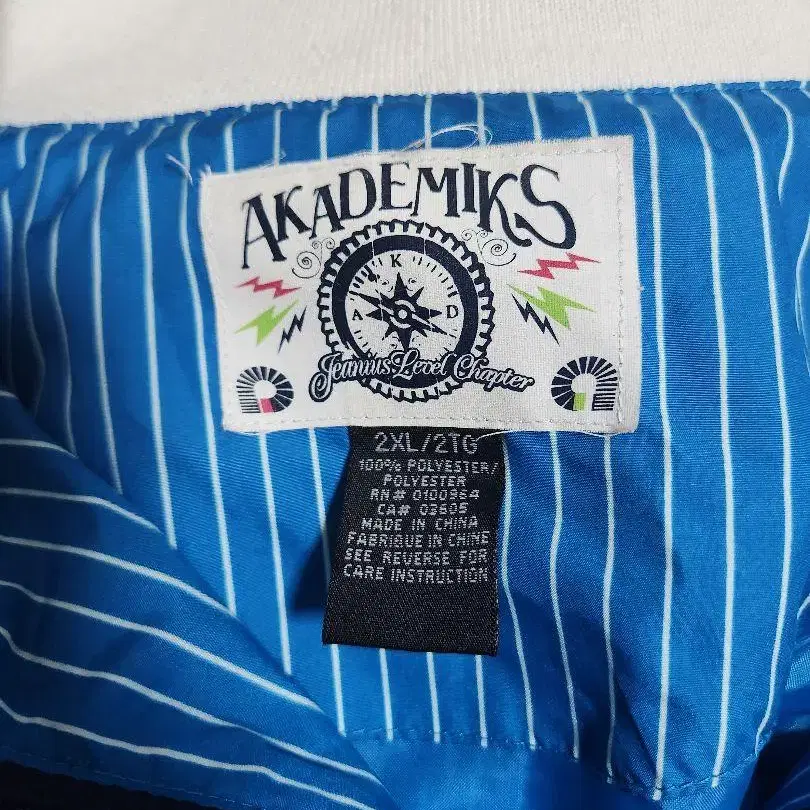 AKADEMIKS
K
A D
Jeanius Level Chapter
2XL/2TG
100% POLYESTER/
POLYESTER
RN# 0100964
CA# 03605
MADE IN CHINA
FABRIQUE IN CHINE
SEE REVERSE FOR
CARE INSTRUCTION